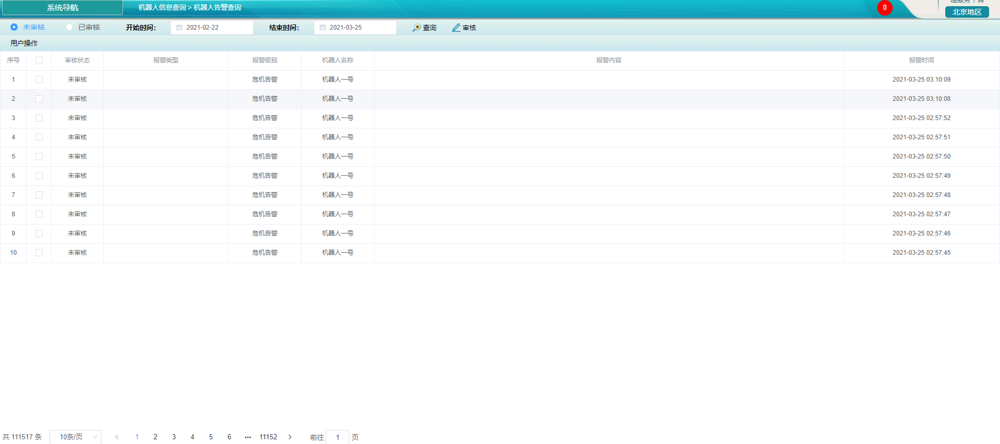 系统导航 机器人信息查询 > 机器人告警查询 0
北京地区
未审核 已审核 开始时间： 2021-02-22 结束时间： 2021-03-25 查询 审核
用户操作
序号 审核状态 报警类型 报警级别 机器人名称 报警内容 报警时间
1 未审核 危机告警 机器人一号 2021-03-25 03:10:09
2 未审核 危机告警 机器人一号 2021-03-25 03:10:08
3 未审核 危机告警 机器人一号 2021-03-25 02:57:52
4 未审核 危机告警 机器人一号 2021-03-25 02:57:51
5 未审核 危机告警 机器人一号 2021-03-25 02:57:50
6 未审核 危机告警 机器人一号 2021-03-25 02:57:49
7 未审核 危机告警 机器人一号 2021-03-25 02:57:48
8 未审核 危机告警 机器人一号 2021-03-25 02:57:47
9 未审核 危机告警 机器人一号 2021-03-25 02:57:46
10 未审核 危机告警 机器人一号 2021-03-25 02:57:45
共 111517 条 10条/页 1 2 3 4 5 6 ••• 11152 前往 1 页